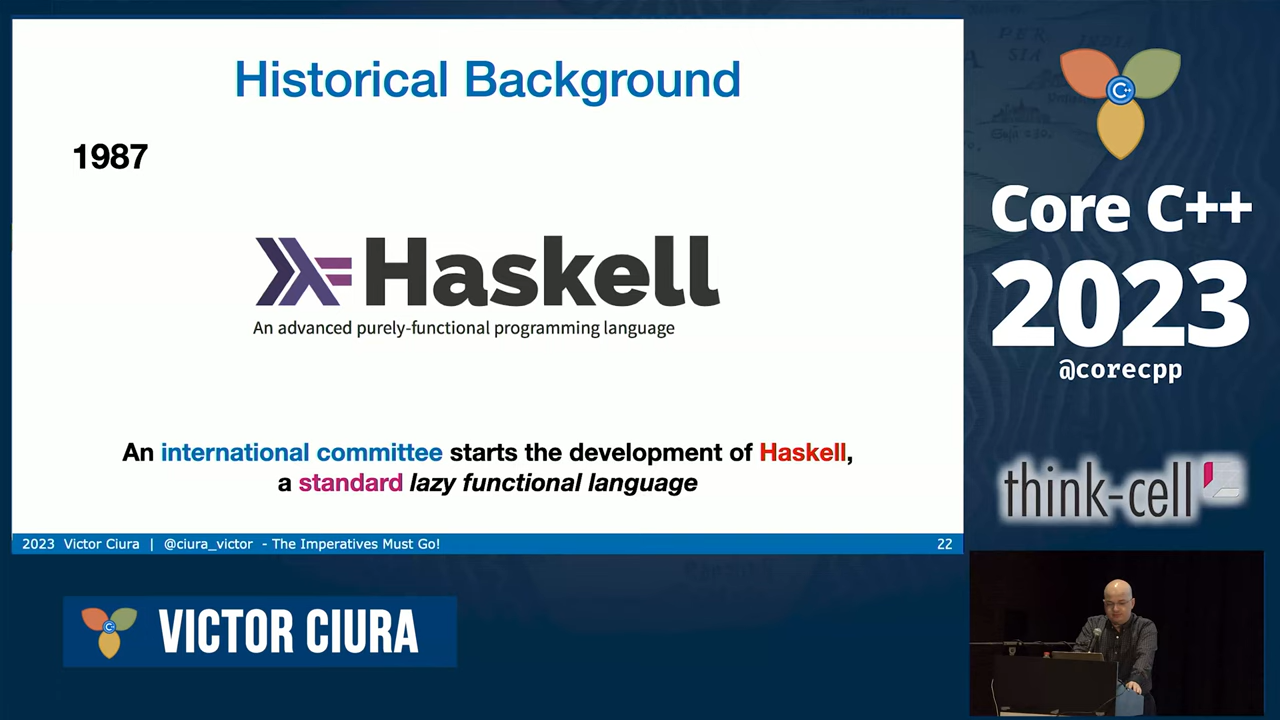 Historical Background
1987
Haskell
An advanced purely-functional programming language
An international committee starts the development of Haskell,
a standard lazy functional language
2023 Victor Ciura | @ciura_victor - The Imperatives Must Go!
22
C++
Core C++
2023
@corecpp
think-cell
VICTOR CIURA